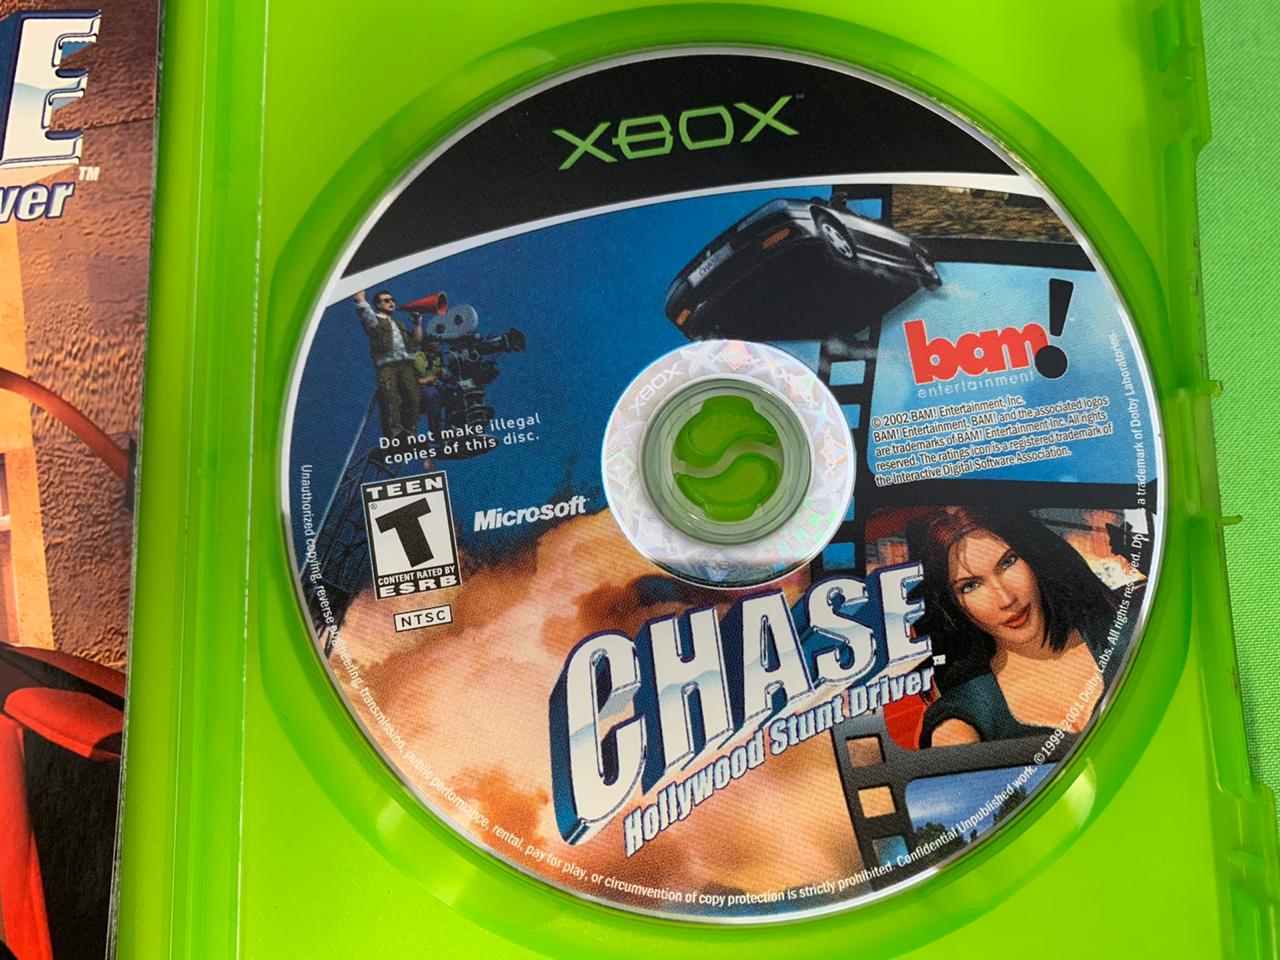 E
TM
ver
XBOX™
bam!
entertainment
© 2002 BAM! Entertainment, Inc.
BAM! Entertainment, BAM! and the associated logos
are trademarks of BAM! Entertainment Inc. All rights
reserved. The ratings icon is a registered trademark of
the Interactive Digital Software Association.
Do not make illegal
copies of this disc.
TEEN
T
®
CONTENT RATED BY
ESRB
NTSC
Microsoft
XBOX
CHASE
Hollywood Stunt Driver™
CHASE
Unauthorized copying, reverse engineering, transmission, public performance, rental, pay for play, or circumvention of copy protection is strictly prohibited. Confidential Unpublished work. ©1999-2001 Dolby Labs. All rights reserved. Dolby is a trademark of Dolby Laboratories.